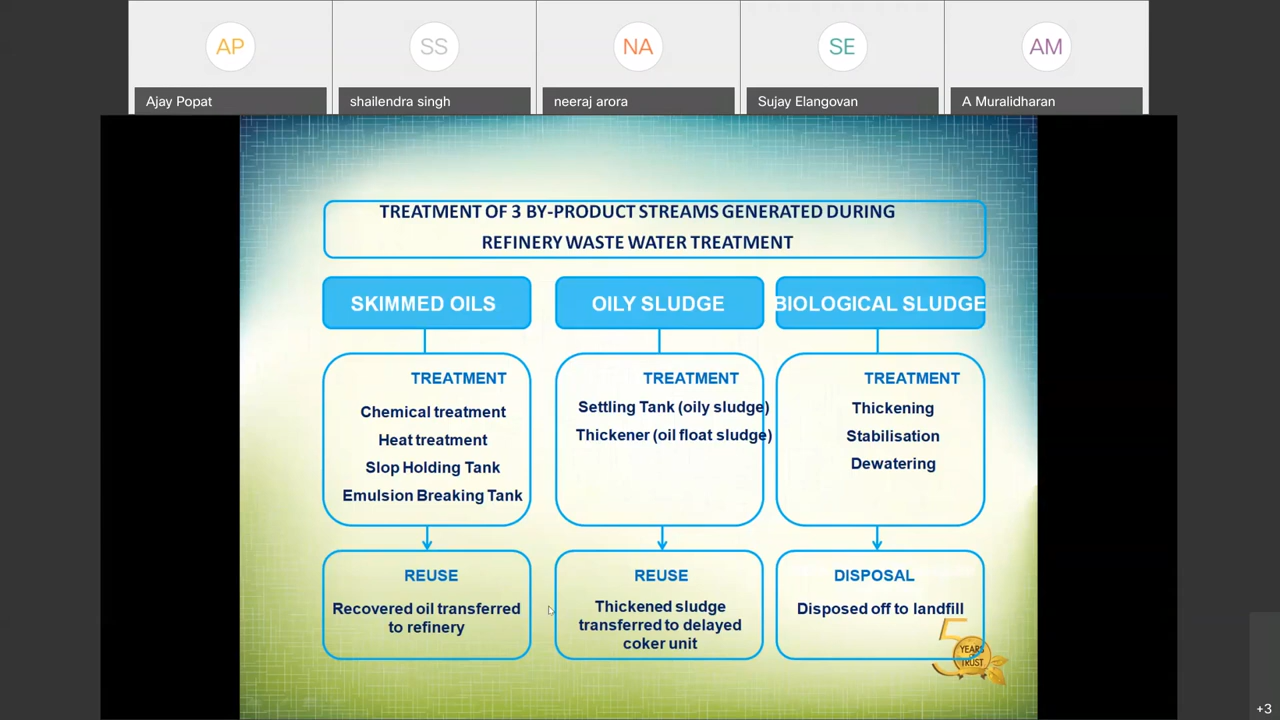 AP
SS
NA
SE
AM
Ajay Popat
shailendra singh
neeraj arora
Sujay Elangovan
A Muralidharan
TREATMENT OF 3 BY-PRODUCT STREAMS GENERATED DURING
REFINERY WASTE WATER TREATMENT
SKIMMED OILS
TREATMENT
Chemical treatment
Heat treatment
Slop Holding Tank
Emulsion Breaking Tank
REUSE
Recovered oil transferred
to refinery
OILY SLUDGE
TREATMENT
Settling Tank (oily sludge)
Thickener (oil float sludge)
REUSE
Thickened sludge
transferred to delayed
coker unit
BIOLOGICAL SLUDGE
TREATMENT
Thickening
Stabilisation
Dewatering
DISPOSAL
Disposed off to landfill
5
YEARS
OF
TRUST
+3